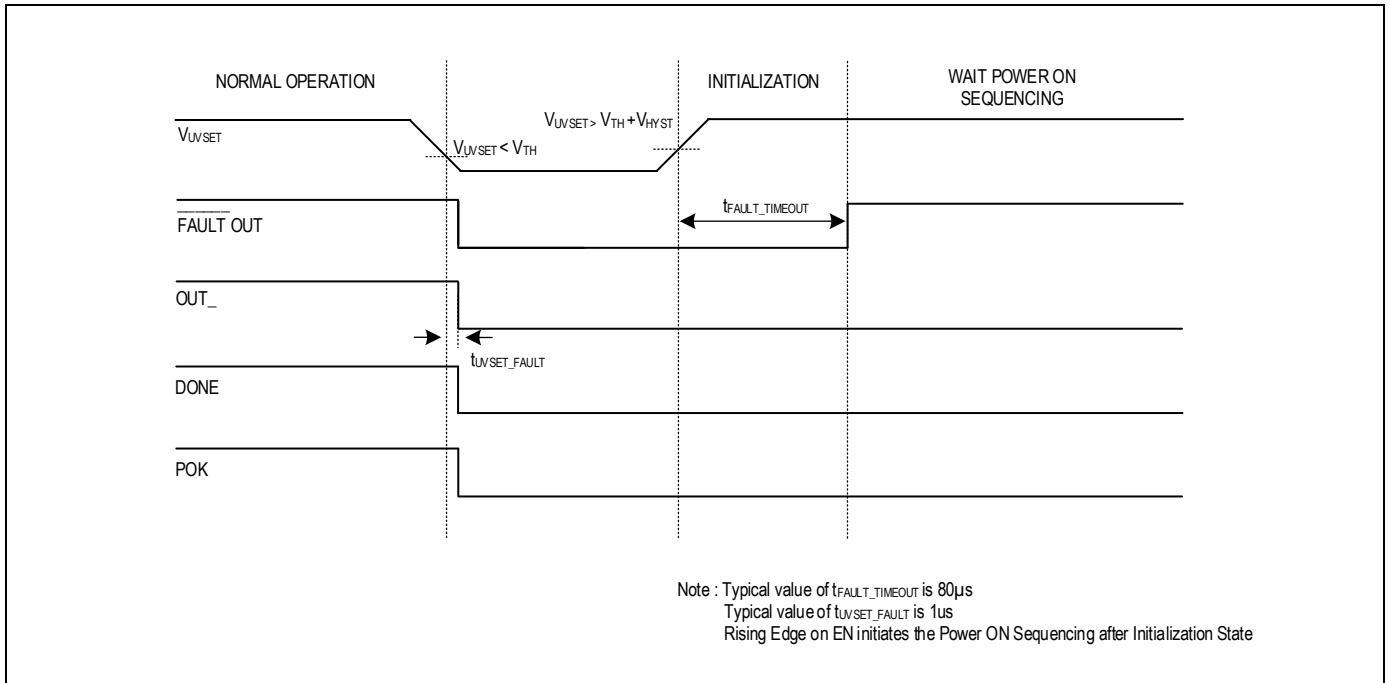 NORMAL OPERATION
INITIALIZATION
WAIT POWER ON
SEQUENCING
VUVSET
VUVSET < VTH
VUVSET > VTH + VHYST
FAULT OUT
tFAULT_TIMEOUT
OUT_
tUVSET_FAULT
DONE
POK
Note : Typical value of tFAULT_TIMEOUT is 80µs
Typical value of tUVSET_FAULT is 1us
Rising Edge on EN initiates the Power ON Sequencing after Initialization State